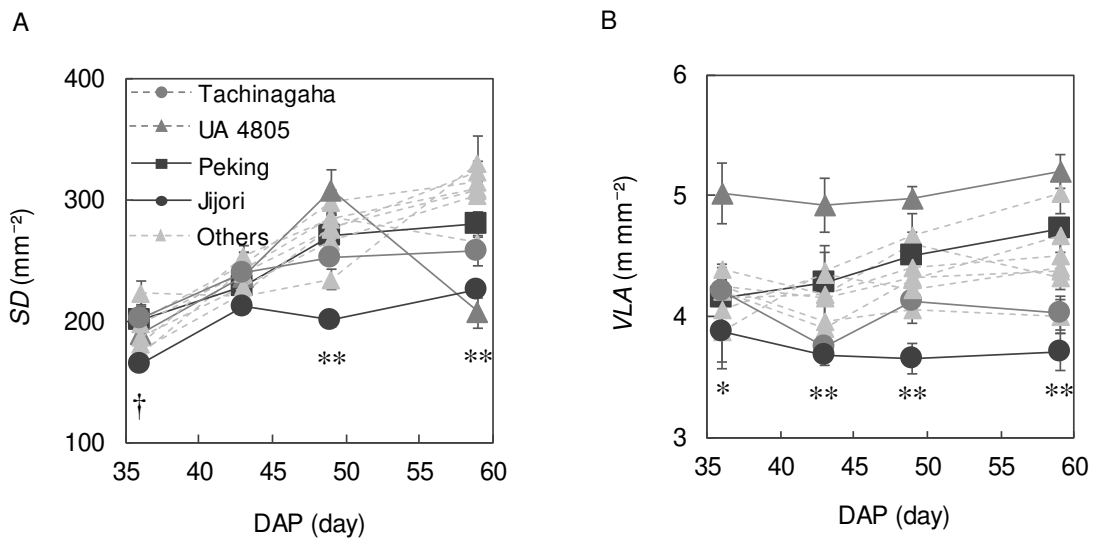 A
400
300
200
100
SD (mm⁻²)
Tachinagaha
UA 4805
Peking
Jijori
Others
†
**
**
35 40 45 50 55 60
DAP (day)
B
6
5
4
3
VLA (m mm⁻²)
*
**
**
**
35 40 45 50 55 60
DAP (day)